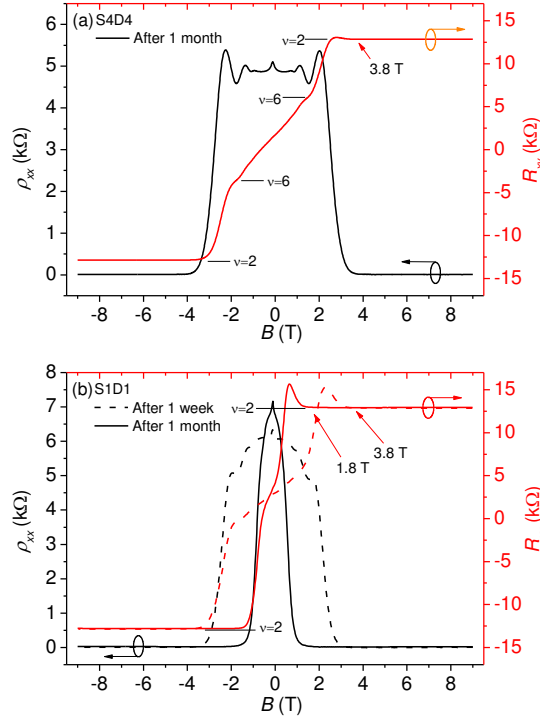 (a) S4D4
After 1 month
ν=2
3.8 T
ν=6
ν=6
ν=2
ρxx (kΩ)
6
5
4
3
2
1
0
15
10
5
0
-5
-10
-15
-8 -6 -4 -2 0 2 4 6 8
B (T)
(b) S1D1
After 1 week
After 1 month
ν=2
1.8 T
3.8 T
ν=2
ρxx (kΩ)
8
7
6
5
4
3
2
1
0
R (kΩ)
15
10
5
0
-5
-10
-15
-8 -6 -4 -2 0 2 4 6 8
B (T)